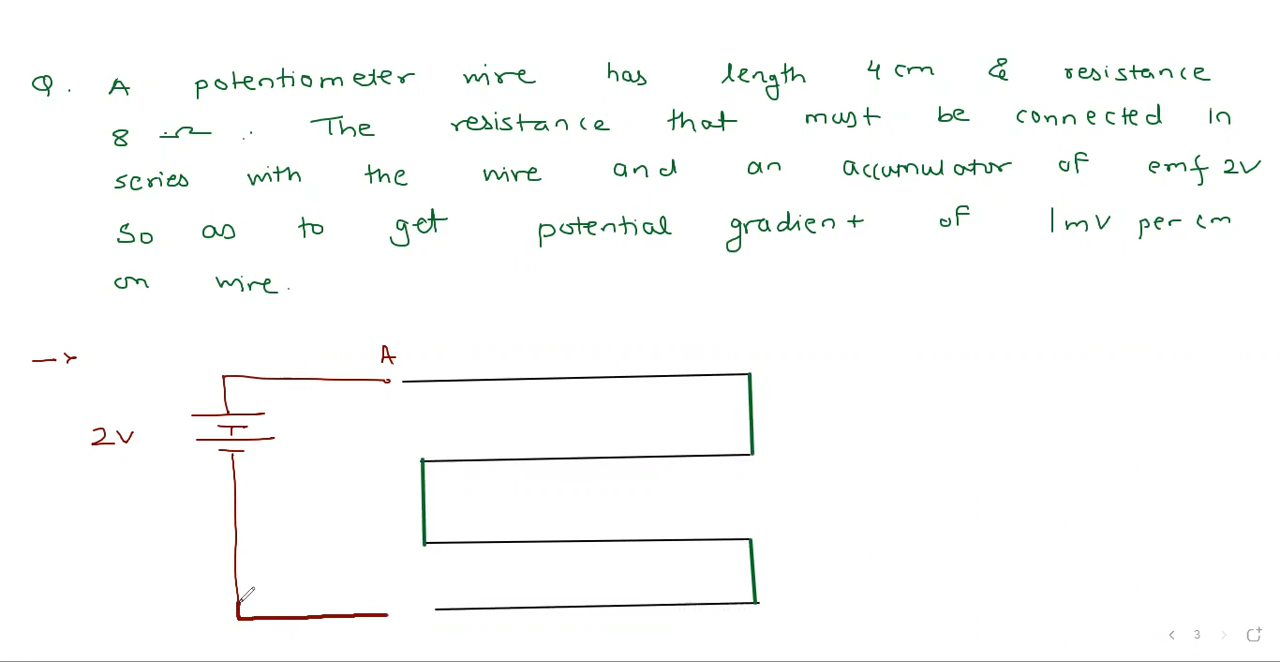 Q. A potentiometer wire has length 4 cm & resistance
8 Ω. The resistance that must be connected in
series with the wire and an accumulator of emf 2V
so as to get potential gradient of 1mV per cm
on wire.
A
2V
3